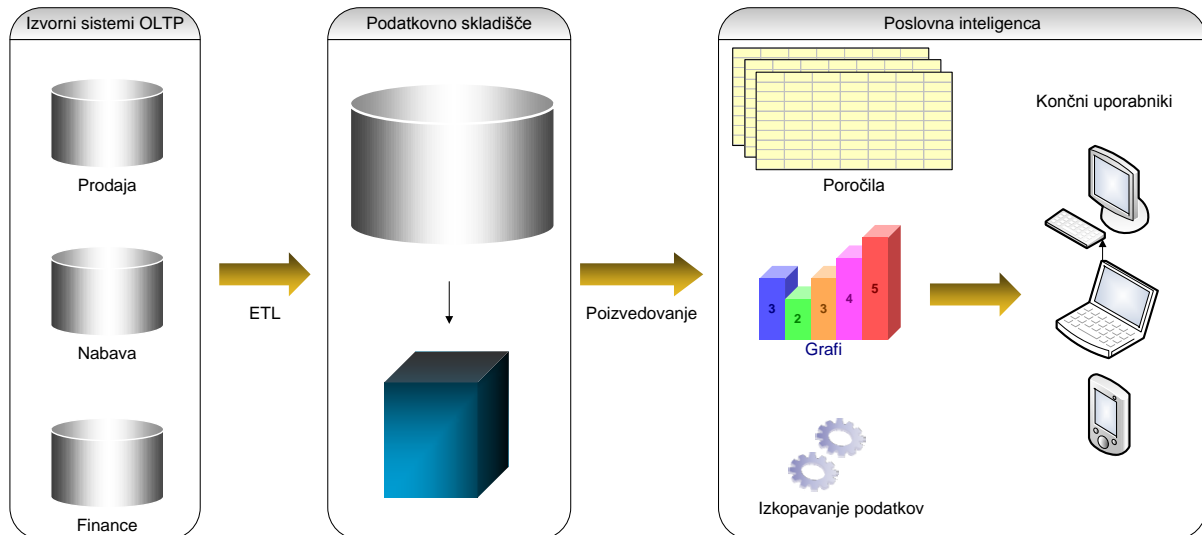 Izvorni sistemi OLTP
Prodaja
Nabava
Finance
ETL
Podatkovno skladišče
Poizvedovanje
Poslovna inteligenca
Poročila
3
2
3
4
5
Grafi
Izkopavanje podatkov
Končni uporabniki